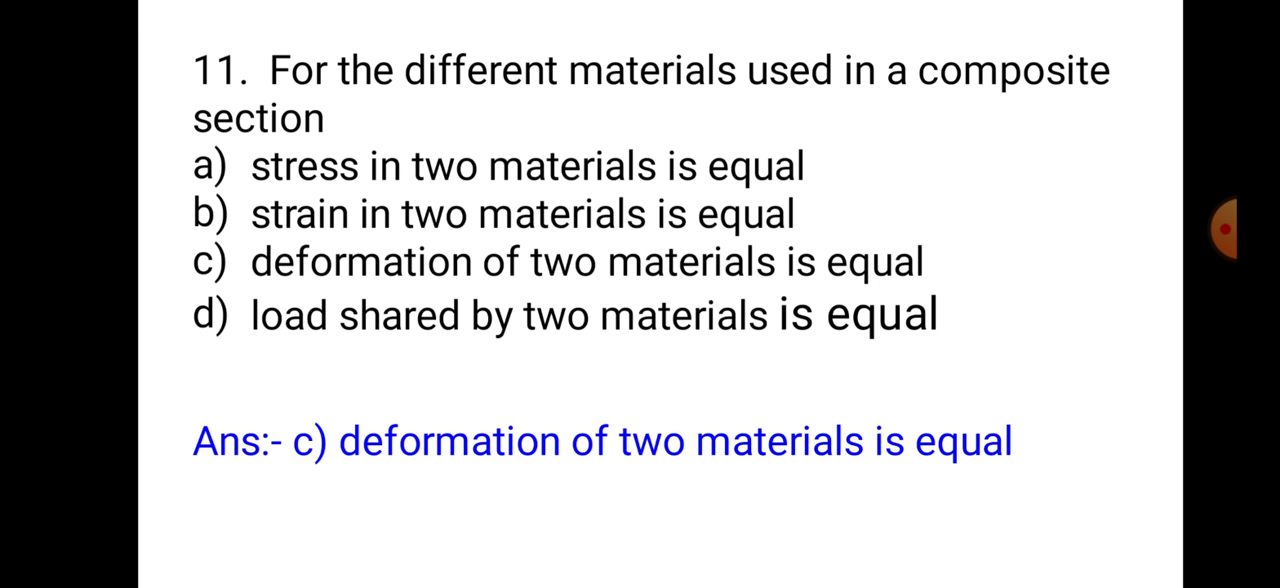 11. For the different materials used in a composite
section
a) stress in two materials is equal
b) strain in two materials is equal
c) deformation of two materials is equal
d) load shared by two materials is equal
Ans:- c) deformation of two materials is equal